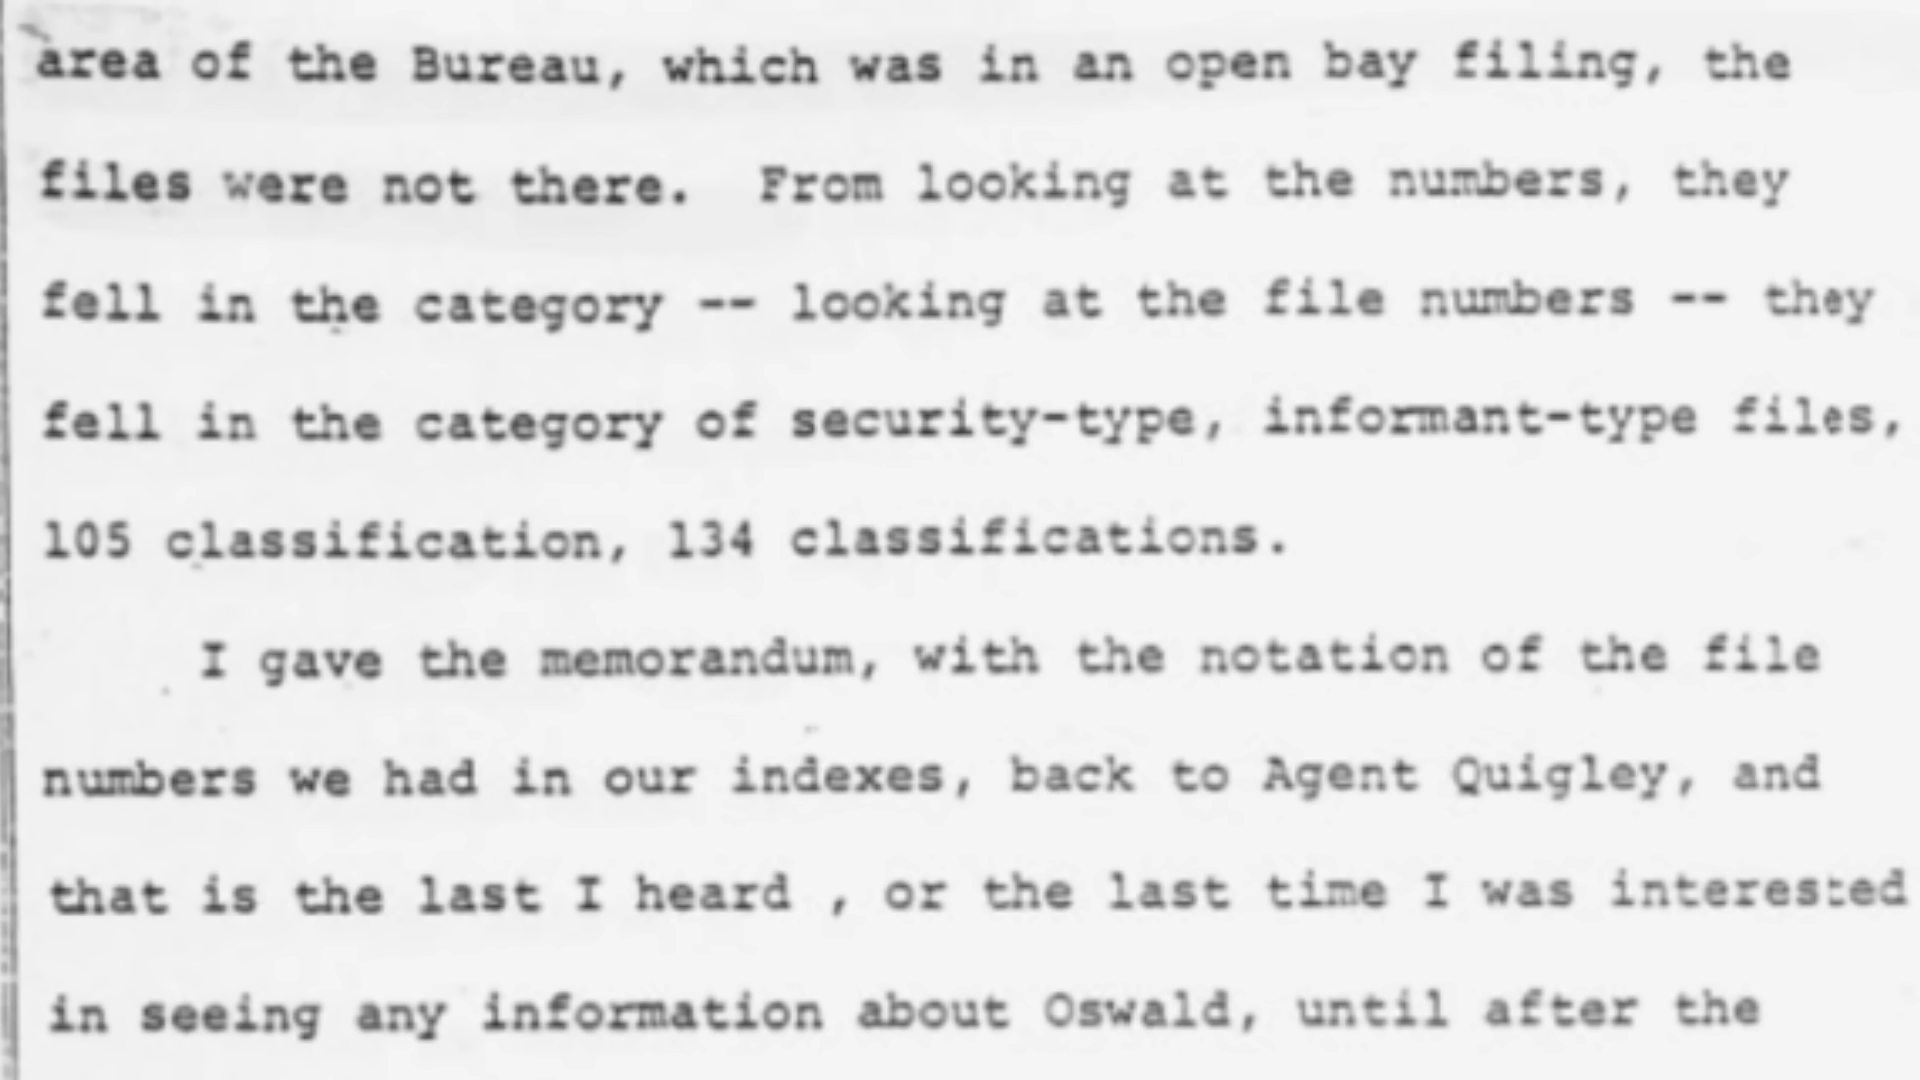 area of the Bureau, which was in an open bay filing, the
files were not there.  From looking at the numbers, they
fell in the category -- looking at the file numbers -- they
fell in the category of security-type, informant-type files,
105 classification, 134 classifications.
I gave the memorandum, with the notation of the file
numbers we had in our indexes, back to Agent Quigley, and
that is the last I heard , or the last time I was interested
in seeing any information about Oswald, until after the